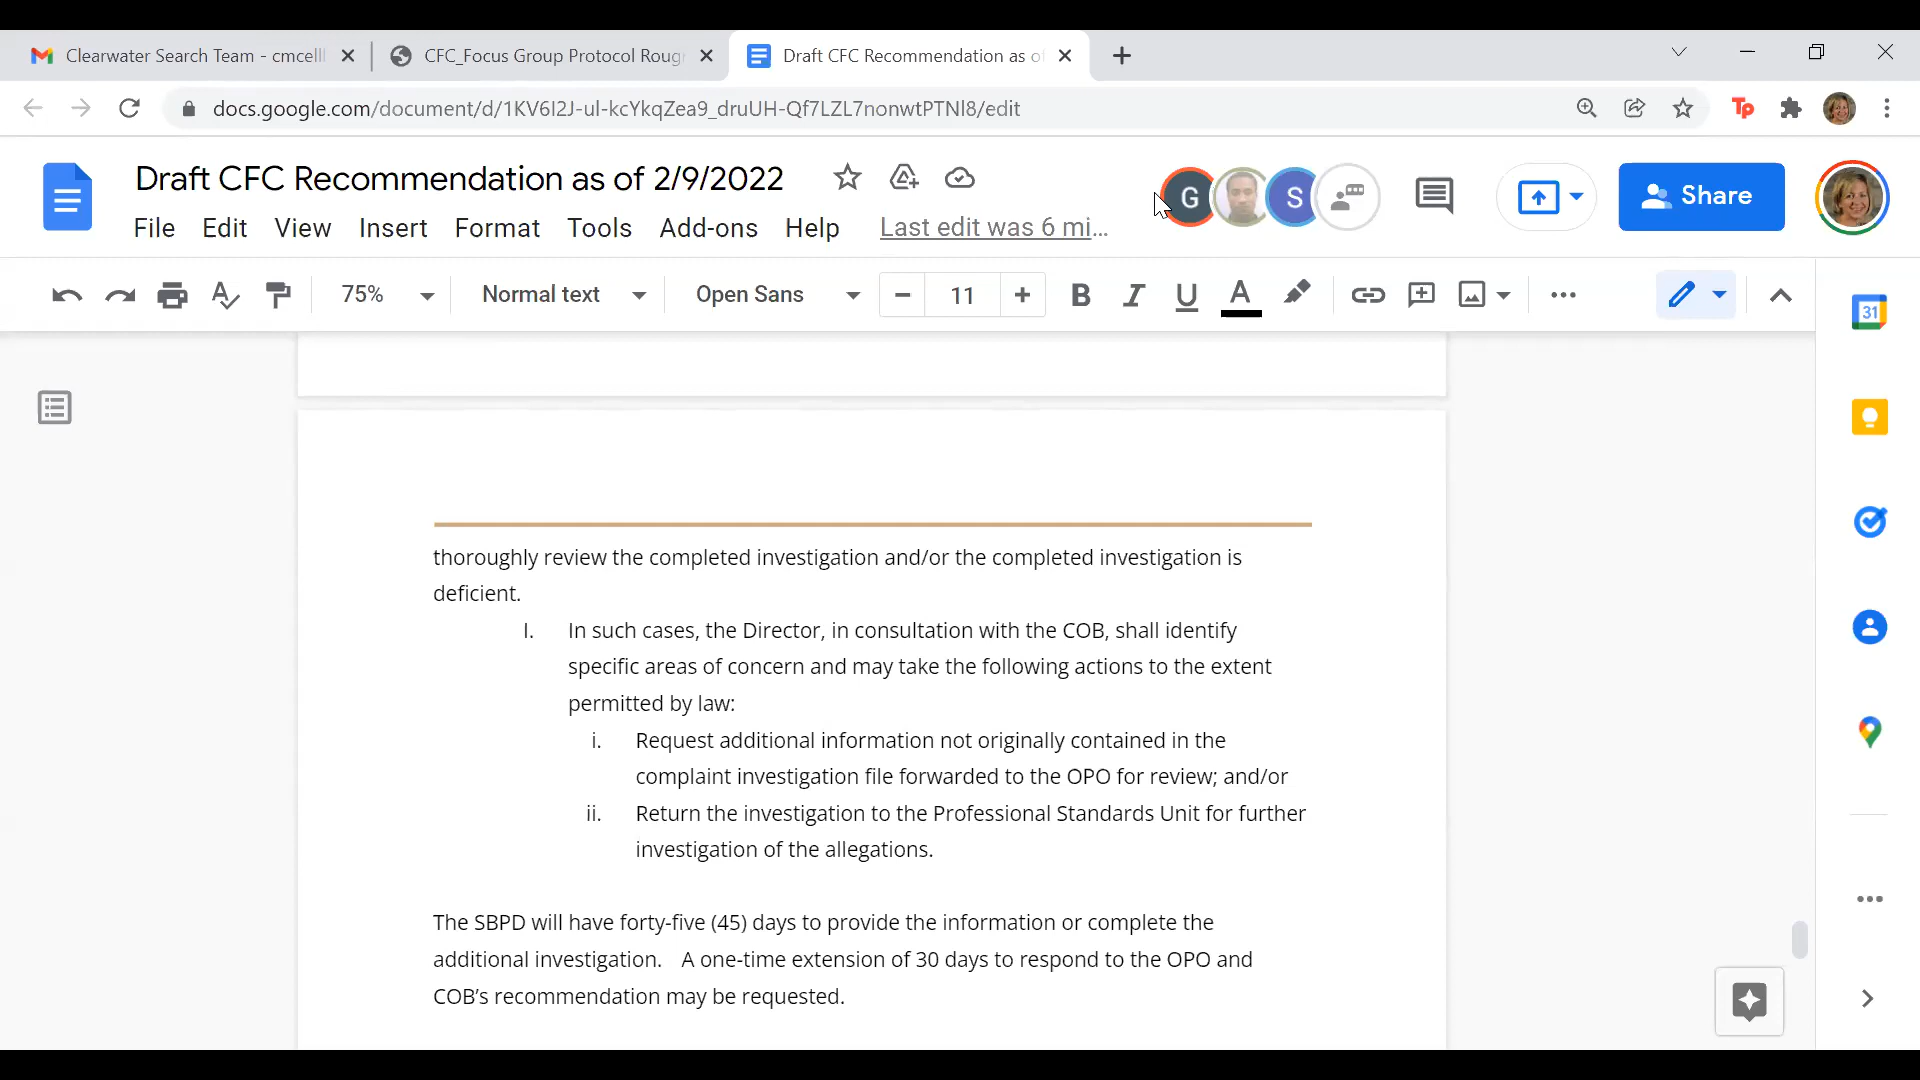 Clearwater Search Team - cmcelll
CFC_Focus Group Protocol Roug
Draft CFC Recommendation as of
docs.google.com/document/d/1KV6I2J-ul-kcYkqZea9_druUH-Qf7LZL7nonwtPTNl8/edit
Tp
Draft CFC Recommendation as of 2/9/2022
G
S
Share
File Edit View Insert Format Tools Add-ons Help Last edit was 6 mi...
75% Normal text Open Sans 11 B I U A
31
thoroughly review the completed investigation and/or the completed investigation is
deficient.
I. In such cases, the Director, in consultation with the COB, shall identify
specific areas of concern and may take the following actions to the extent
permitted by law:
i. Request additional information not originally contained in the
complaint investigation file forwarded to the OPO for review; and/or
ii. Return the investigation to the Professional Standards Unit for further
investigation of the allegations.
The SBPD will have forty-five (45) days to provide the information or complete the
additional investigation. A one-time extension of 30 days to respond to the OPO and
COB's recommendation may be requested.